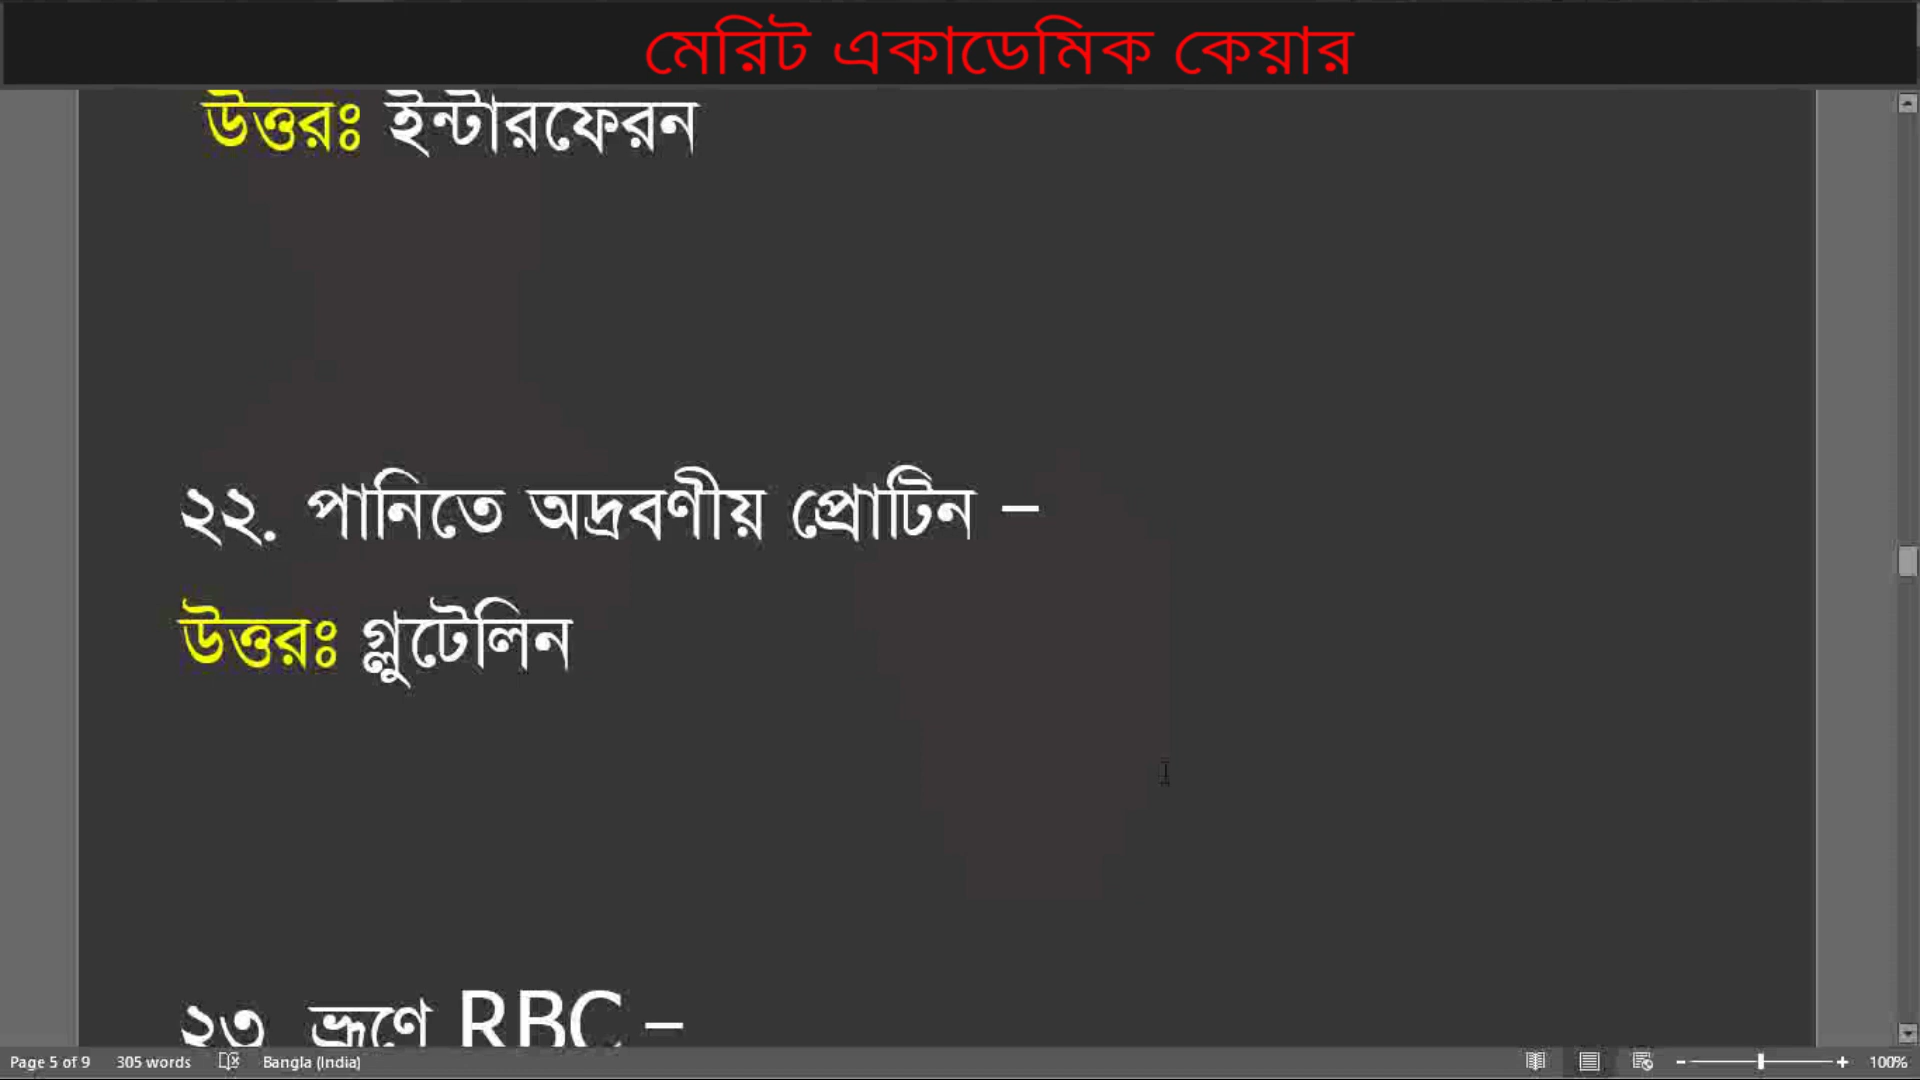 মেরিট একাডেমিক কেয়ার
উত্তরঃ ইন্টারফেরন
২২. পানিতে অদ্রবণীয় প্রোটিন –
উত্তরঃ গ্লুটেলিন
২৩ ভ্রূণে RBC –
Page 5 of 9 305 words Bangla (India) 100%